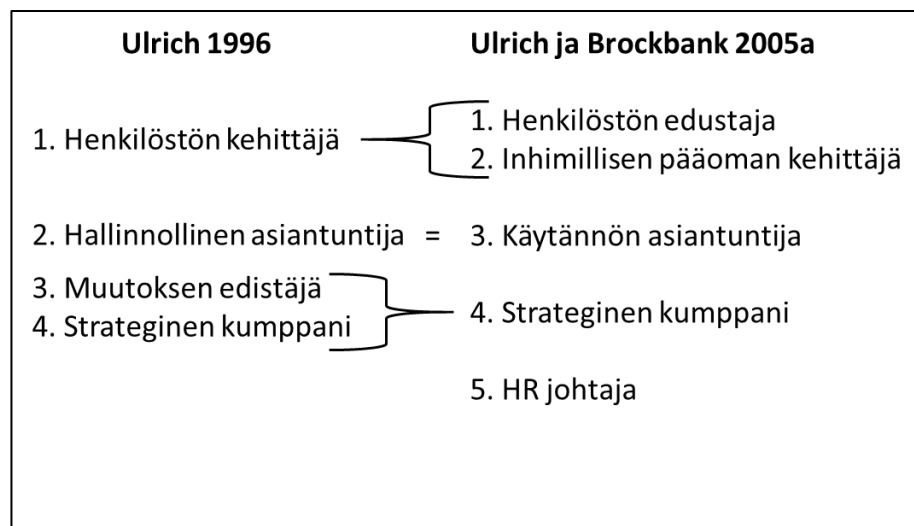 Ulrich 1996
1. Henkilöstön kehittäjä
2. Hallinnollinen asiantuntija =
3. Muutoksen edistäjä
4. Strateginen kumppani
Ulrich ja Brockbank 2005a
1. Henkilöstön edustaja
2. Inhimillisen pääoman kehittäjä
3. Käytännön asiantuntija
4. Strateginen kumppani
5. HR johtaja